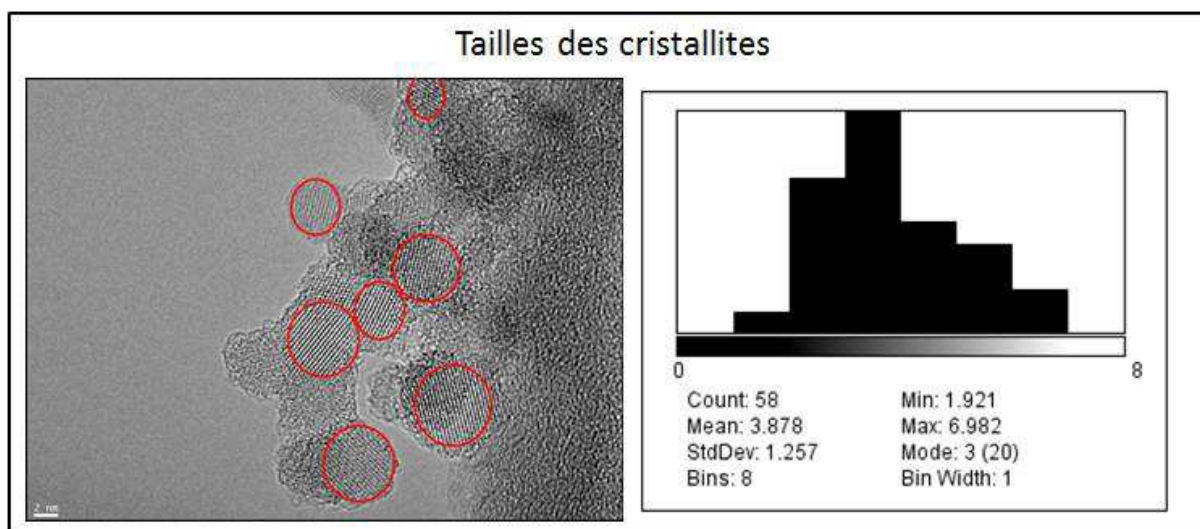 Tailles des cristallites
2 nm
0 8
Count: 58 Min: 1.921
Mean: 3.878 Max: 6.982
StdDev: 1.257 Mode: 3 (20)
Bins: 8 Bin Width: 1